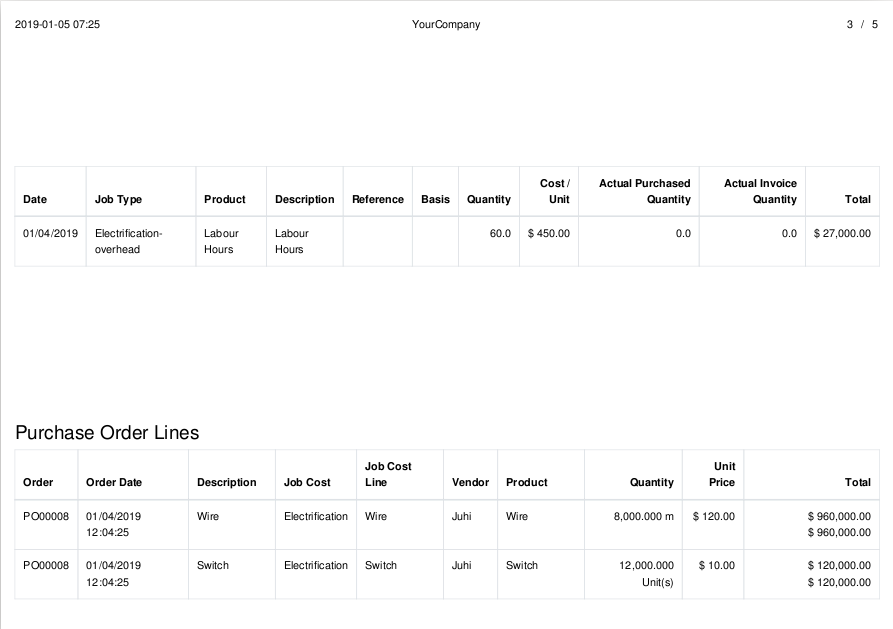 2019-01-05 07:25 YourCompany 3 / 5
Date Job Type Product Description Reference Basis Quantity Cost / Unit Actual Purchased Quantity Actual Invoice Quantity Total
01/04/2019 Electrification-overhead Labour Hours Labour Hours 60.0 $ 450.00 0.0 0.0 $ 27,000.00
Purchase Order Lines
Order Order Date Description Job Cost Job Cost Line Vendor Product Quantity Unit Price Total
PO00008 01/04/2019 Wire Electrification Wire Juhi Wire 8,000.000 m $ 120.00 $ 960,000.00
12:04:25 $ 960,000.00
PO00008 01/04/2019 Switch Electrification Switch Juhi Switch 12,000.000 $ 10.00 $ 120,000.00
12:04:25 Unit(s) $ 120,000.00